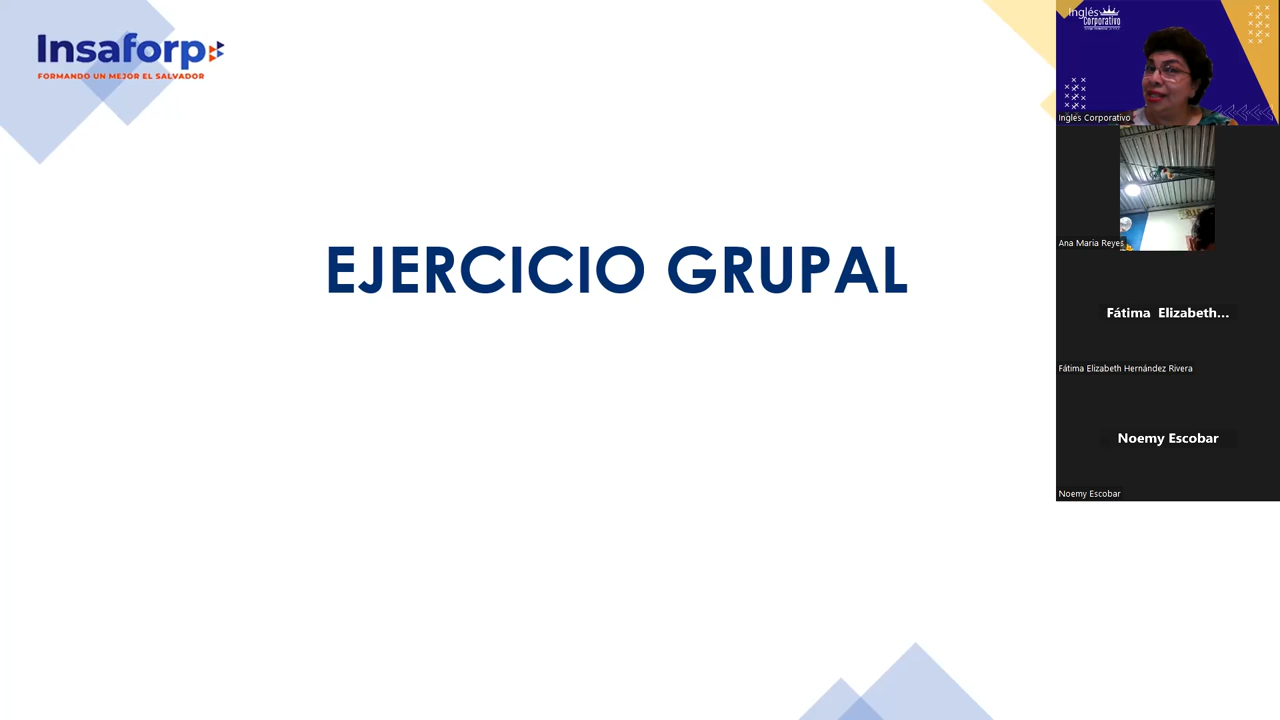 Insaforp
FORMANDO UN MEJOR EL SALVADOR
EJERCICIO GRUPAL
Inglés
Corporativo
Inglés Corporativo
Ana Maria Reyes
Fátima Elizabeth...
Fátima Elizabeth Hernández Rivera
Noemy Escobar
Noemy Escobar